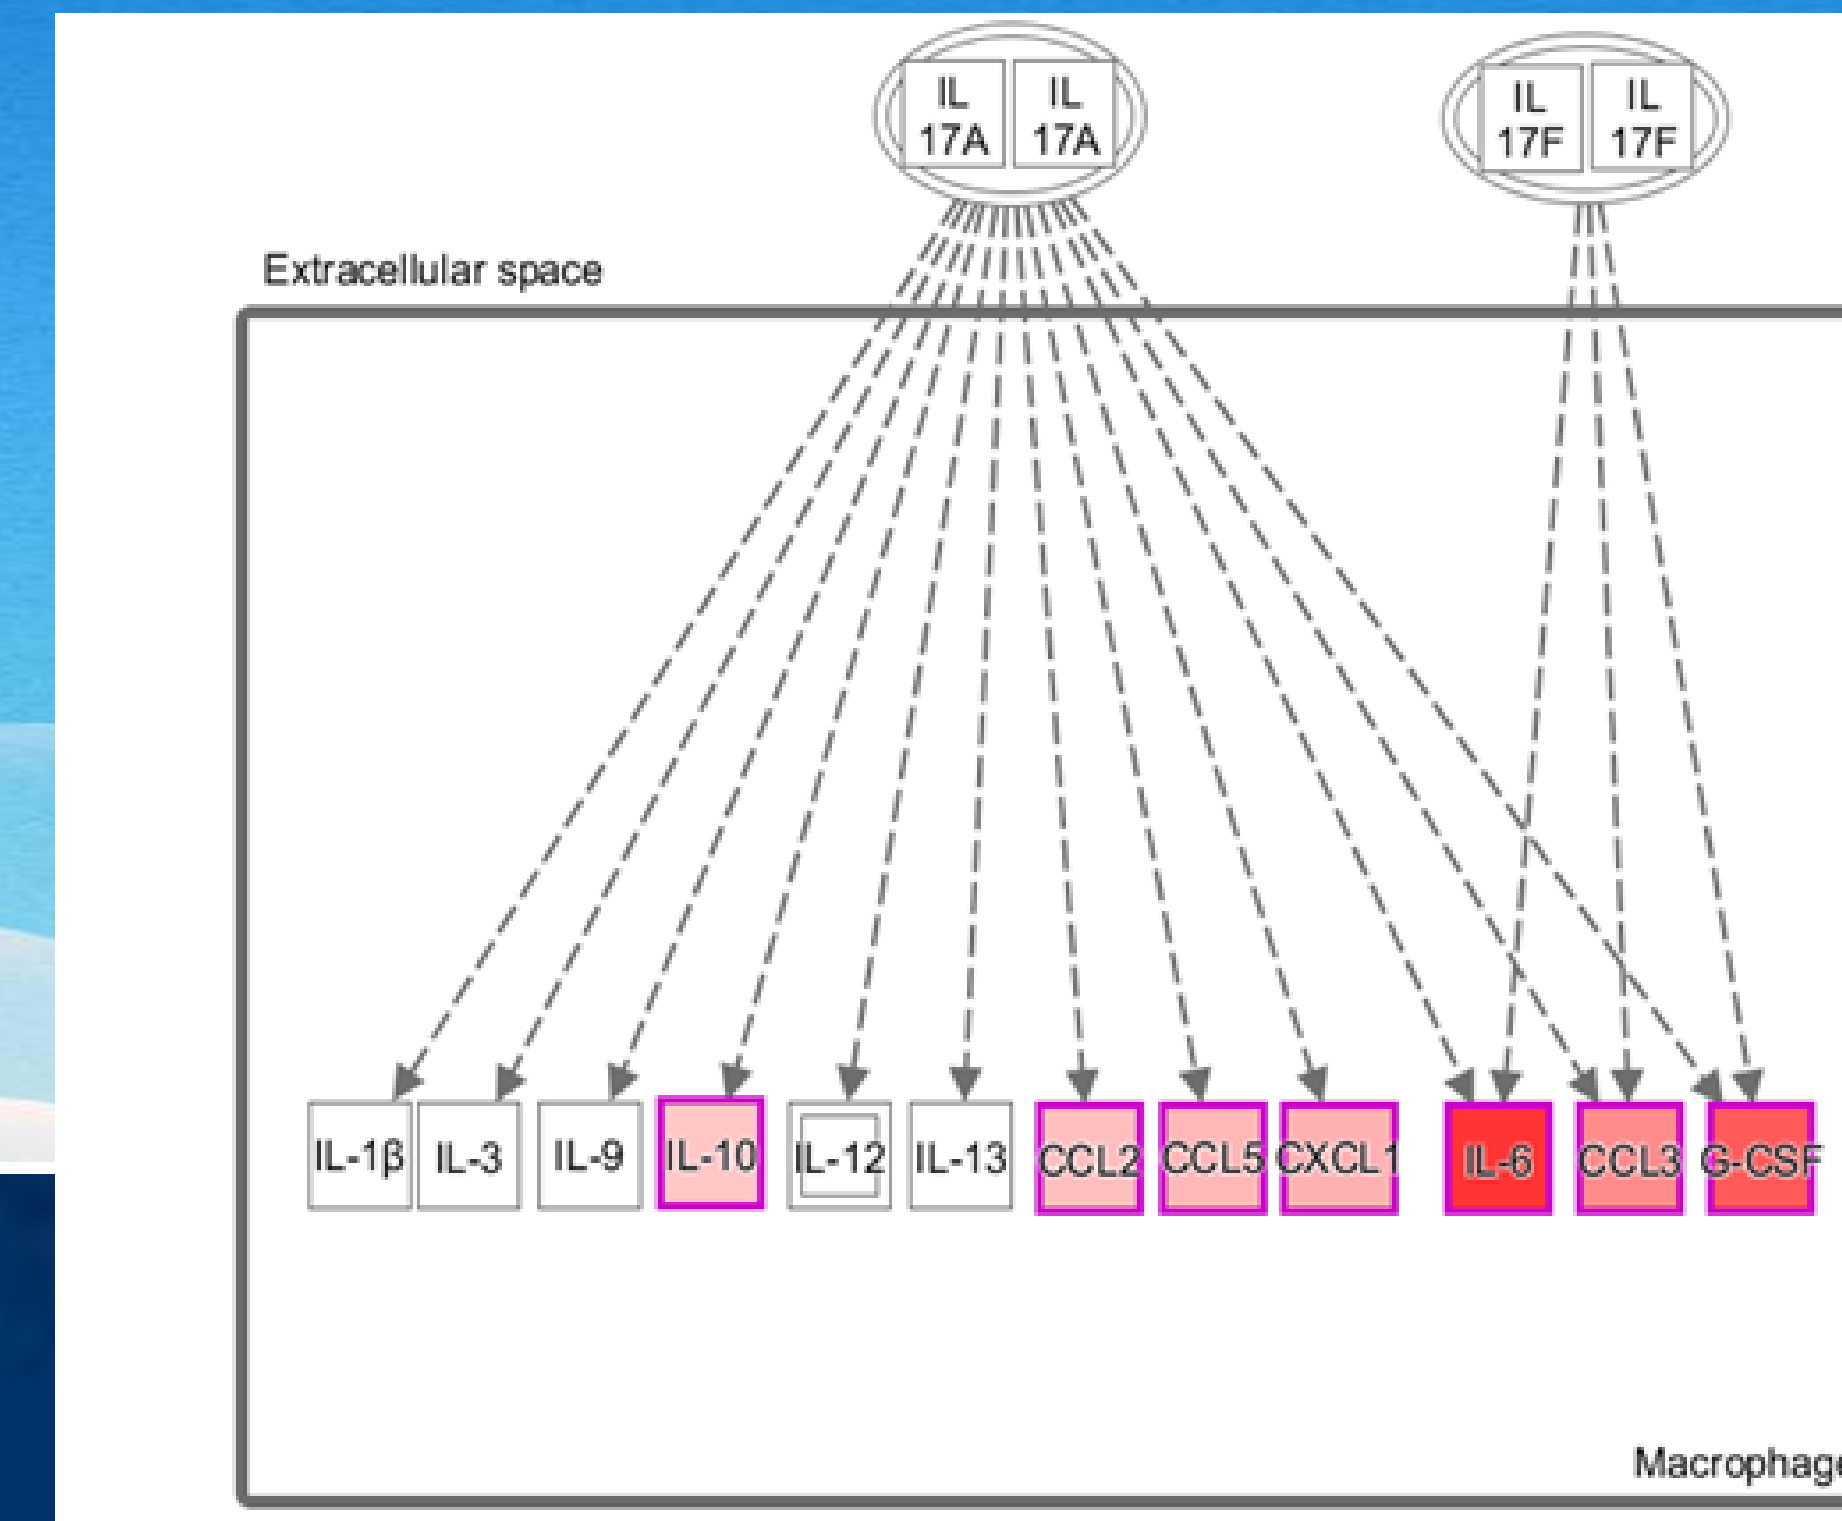 IL
17A
IL
17A
IL
17F
IL
17F
Extracellular space
IL-1β
IL-3
IL-9
IL-10
IL-12
IL-13
CCL2
CCL5
CXCL1
IL-6
CCL3
G-CSF
Macrophage